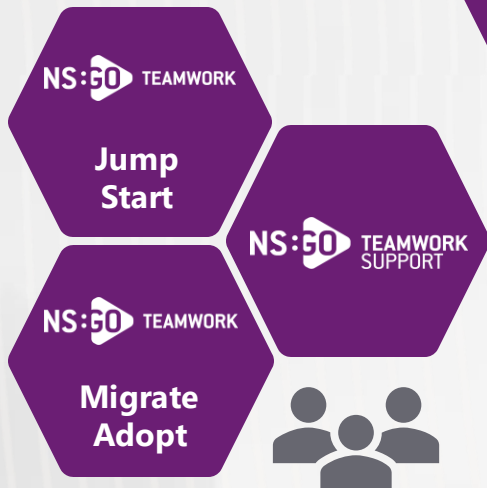 NS:GO TEAMWORK
Jump
Start
NS:GO TEAMWORK
SUPPORT
NS:GO TEAMWORK
Migrate
Adopt